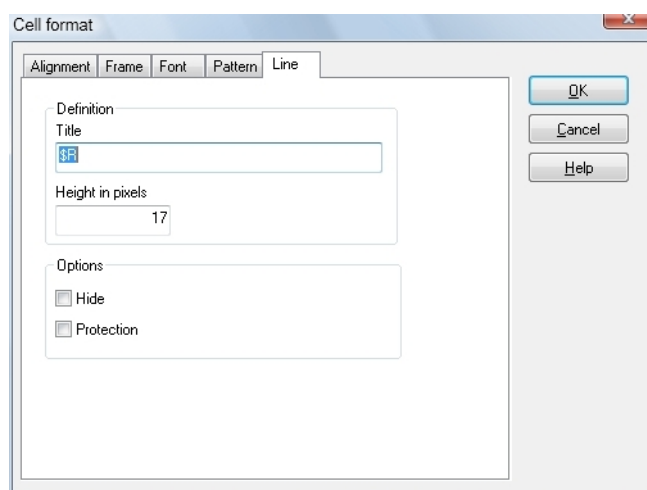 Cell format
Alignment Frame Font Pattern Line
Definition
Title
$R
Height in pixels
17
Options
Hide
Protection
OK
Cancel
Help